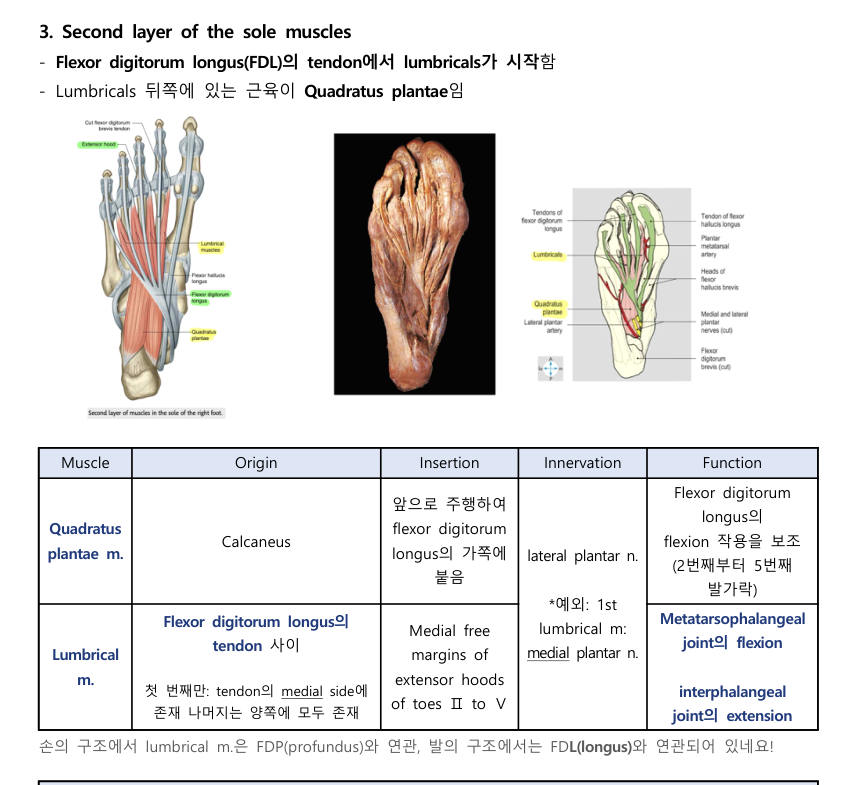 3. Second layer of the sole muscles
- Flexor digitorum longus(FDL)의 tendon에서 lumbricals가 시작함
- Lumbricals 뒤쪽에 있는 근육이 Quadratus plantae임
Cut flexor digitorum
brevis tendon
Extensor hood
Lumbrical
muscles
Flexor hallucis
longus
Flexor digitorum
longus
Quadratus
plantae
Second layer of muscles in the sole of the right foot.
Tendons of
flexor digitorum
longus
Lumbricals
Quadratus
plantae
Lateral plantar
artery
Tendon of flexor
hallucis longus
Plantar
metatarsal
artery
Heads of
flexor
hallucis brevis
Medial and lateral
plantar
nerves (cut)
Flexor
digitorum
brevis (cut)
Muscle
Origin
Insertion
Innervation
Function
Quadratus
plantae m.
Calcaneus
앞으로 주행하여
flexor digitorum
longus의 가쪽에
붙음
lateral plantar n.
*예외: 1st
lumbrical m:
medial plantar n.
Flexor digitorum
longus의
flexion 작용을 보조
(2번째부터 5번째
발가락)
Lumbrical
m.
Flexor digitorum longus의
tendon 사이
첫 번째만: tendon의 medial side에
존재 나머지는 양쪽에 모두 존재
Medial free
margins of
extensor hoods
of toes Ⅱ to Ⅴ
Metatarsophalangeal
joint의 flexion
interphalangeal
joint의 extension
손의 구조에서 lumbrical m.은 FDP(profundus)와 연관, 발의 구조에서는 FDL(longus)와 연관되어 있네요!